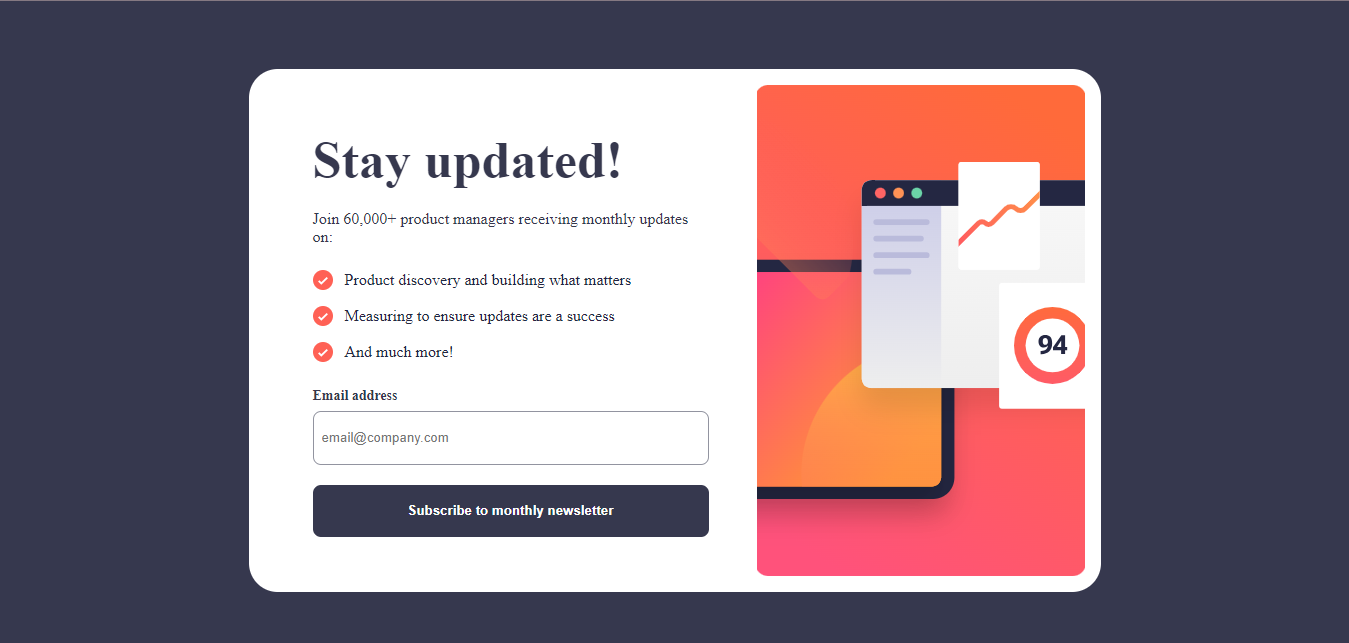 Stay updated!
Join 60,000+ product managers receiving monthly updates
on:
Product discovery and building what matters
Measuring to ensure updates are a success
And much more!
Email address
email@company.com
Subscribe to monthly newsletter
94